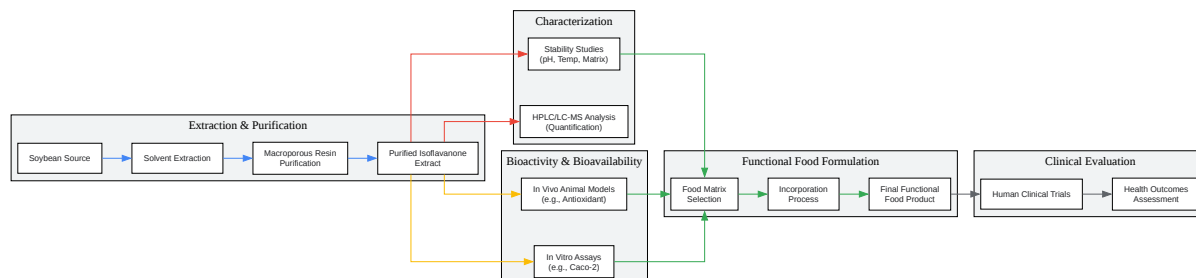 Characterization
Stability Studies
(pH, Temp, Matrix)
HPLC/LC-MS Analysis
(Quantification)
Extraction & Purification
Soybean Source
Solvent Extraction
Macroporous Resin
Purification
Purified Isoflavanone
Extract
Bioactivity & Bioavailability
In Vivo Animal Models
(e.g., Antioxidant)
In Vitro Assays
(e.g., Caco-2)
Functional Food Formulation
Food Matrix
Selection
Incorporation
Process
Final Functional
Food Product
Clinical Evaluation
Human Clinical Trials
Health Outcomes
Assessment